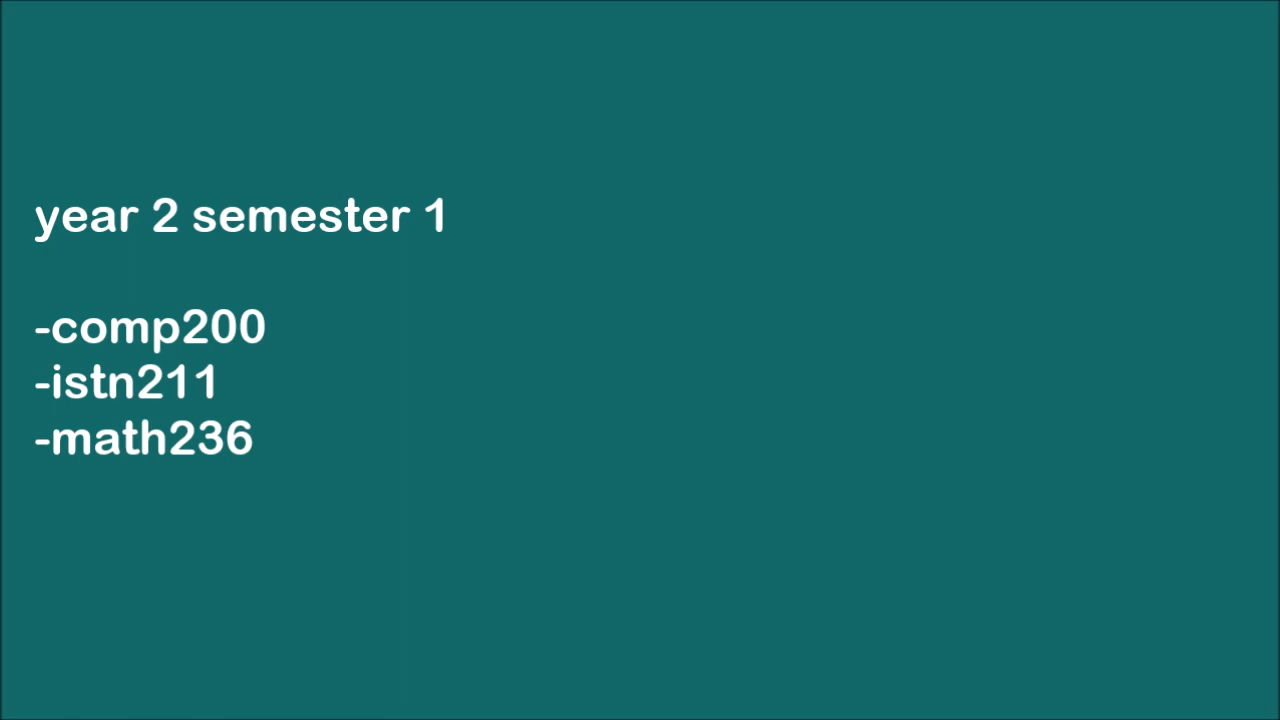 year 2 semester 1
-comp200
-istn211
-math236